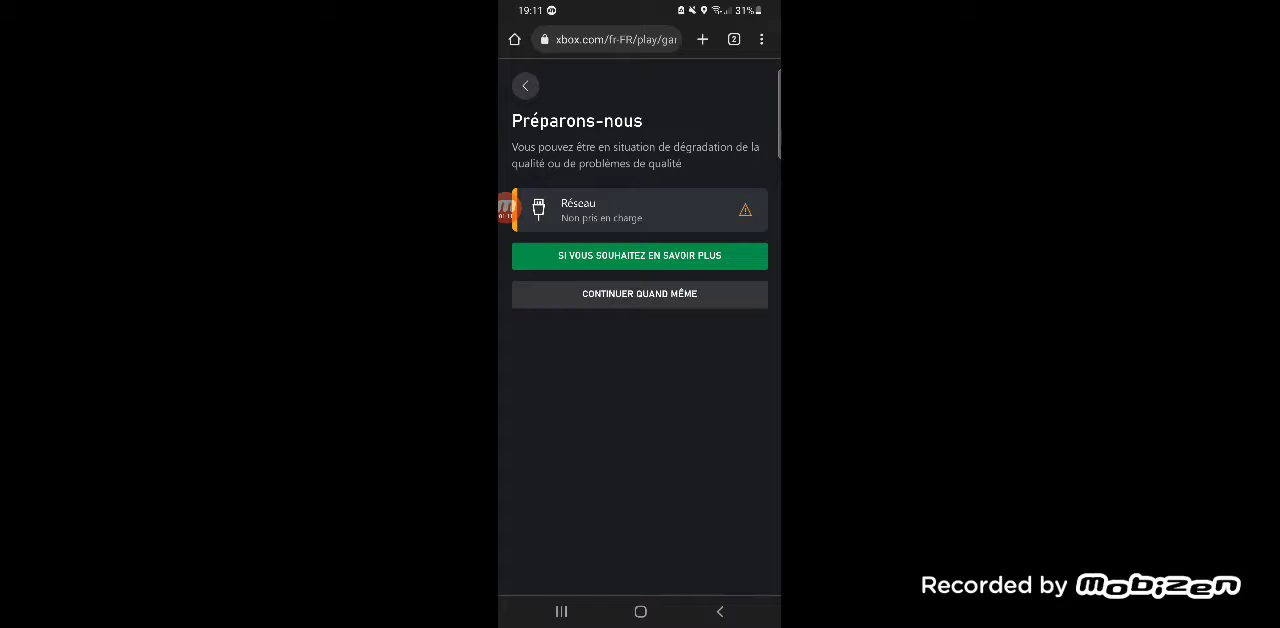 19:11
31%
xbox.com/fr-FR/play/gar
2
Préparons-nous
Vous pouvez être en situation de dégradation de la
qualité ou de problèmes de qualité
Réseau
Non pris en charge
SI VOUS SOUHAITEZ EN SAVOIR PLUS
CONTINUER QUAND MÊME
Recorded by mobizen